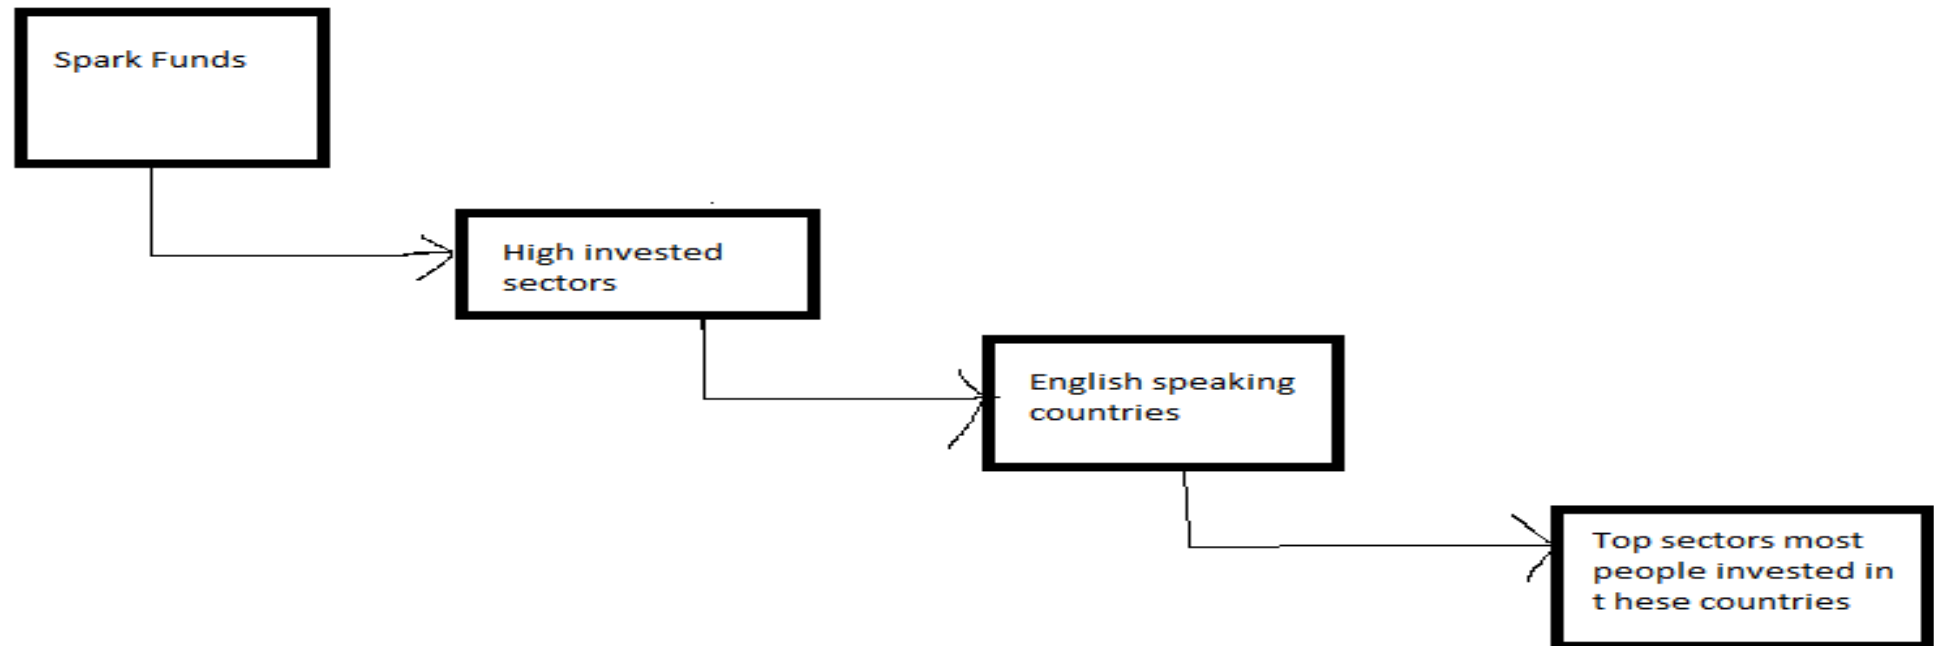 Spark Funds
High invested
sectors
English speaking
countries
Top sectors most
people invested in
t hese countries